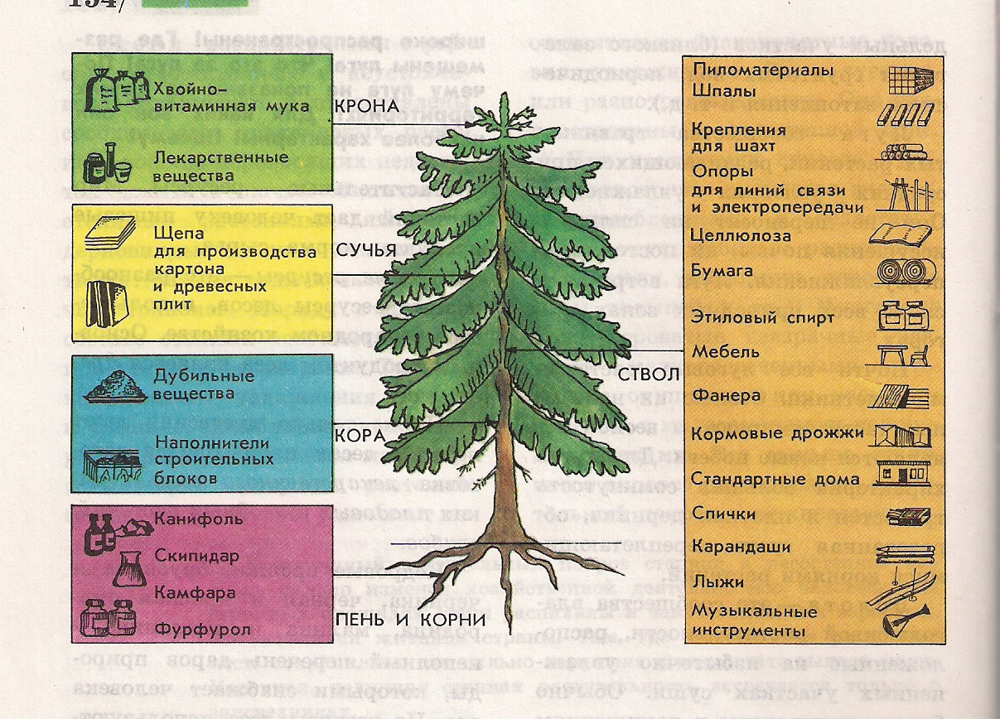 154/
Хвойно-
витаминная мука
Лекарственные
вещества
КРОНА
Щепа
для производства
картона
и древесных
плит
СУЧЬЯ
Дубильные
вещества
Наполнители
строительных
блоков
КОРА
Канифоль
Скипидар
Камфара
Фурфурол
ПЕНЬ И КОРНИ
СТВОЛ
Пиломатериалы
Шпалы
Крепления
для шахт
Опоры
для линий связи
и электропередачи
Целлюлоза
Бумага
Этиловый спирт
Мебель
Фанера
Кормовые дрожжи
Стандартные дома
Спички
Карандаши
Лыжи
Музыкальные
инструменты